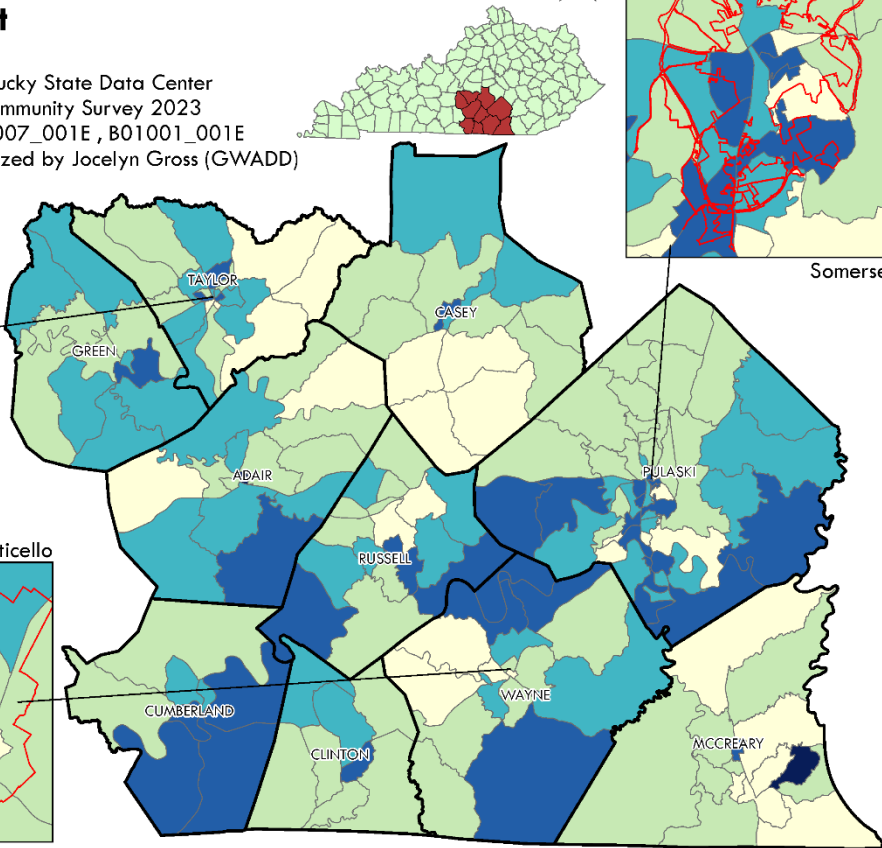 t
ucky State Data Center
mmunity Survey 2023
007_001E , B01001_001E
zed by Jocelyn Gross (GWADD)
Somerse
TAYLOR
CASEY
GREEN
PULASKI
ADAIR
ticello
RUSSELL
WAYNE
CUMBERLAND
MCCREARY
CLINTON